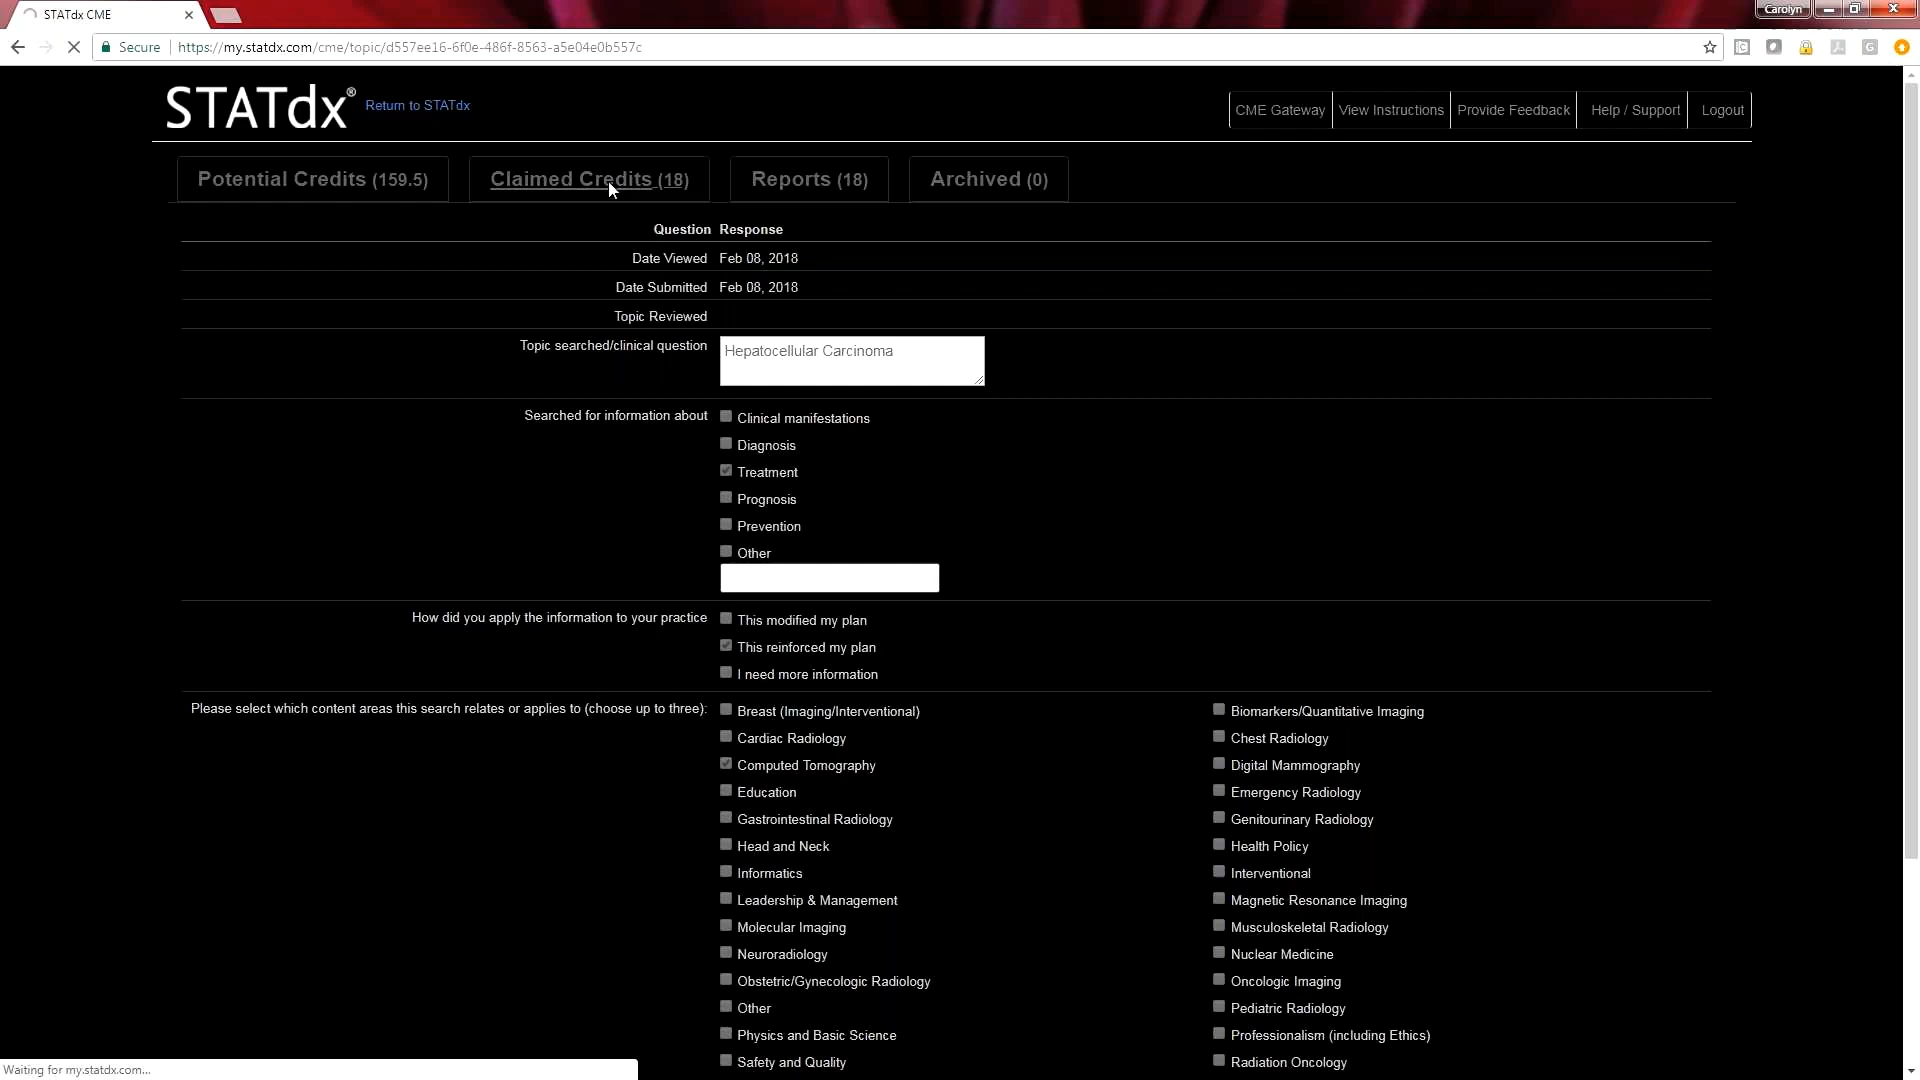 STATdx CME
Carolyn
Secure https://my.statdx.com/cme/topic/d557ee16-6f0e-486f-8563-a5e04e0b557c
STATdx® Return to STATdx
CME Gateway View Instructions Provide Feedback Help / Support Logout
Potential Credits (159.5) Claimed Credits (18) Reports (18) Archived (0)
Question Response
Date Viewed Feb 08, 2018
Date Submitted Feb 08, 2018
Topic Reviewed
Topic searched/clinical question Hepatocellular Carcinoma
Searched for information about Clinical manifestations
Diagnosis
Treatment
Prognosis
Prevention
Other
How did you apply the information to your practice This modified my plan
This reinforced my plan
I need more information
Please select which content areas this search relates or applies to (choose up to three): Breast (Imaging/Interventional) Biomarkers/Quantitative Imaging
Cardiac Radiology Chest Radiology
Computed Tomography Digital Mammography
Education Emergency Radiology
Gastrointestinal Radiology Genitourinary Radiology
Head and Neck Health Policy
Informatics Interventional
Leadership & Management Magnetic Resonance Imaging
Molecular Imaging Musculoskeletal Radiology
Neuroradiology Nuclear Medicine
Obstetric/Gynecologic Radiology Oncologic Imaging
Other Pediatric Radiology
Physics and Basic Science Professionalism (including Ethics)
Safety and Quality Radiation Oncology
Waiting for my.statdx.com...